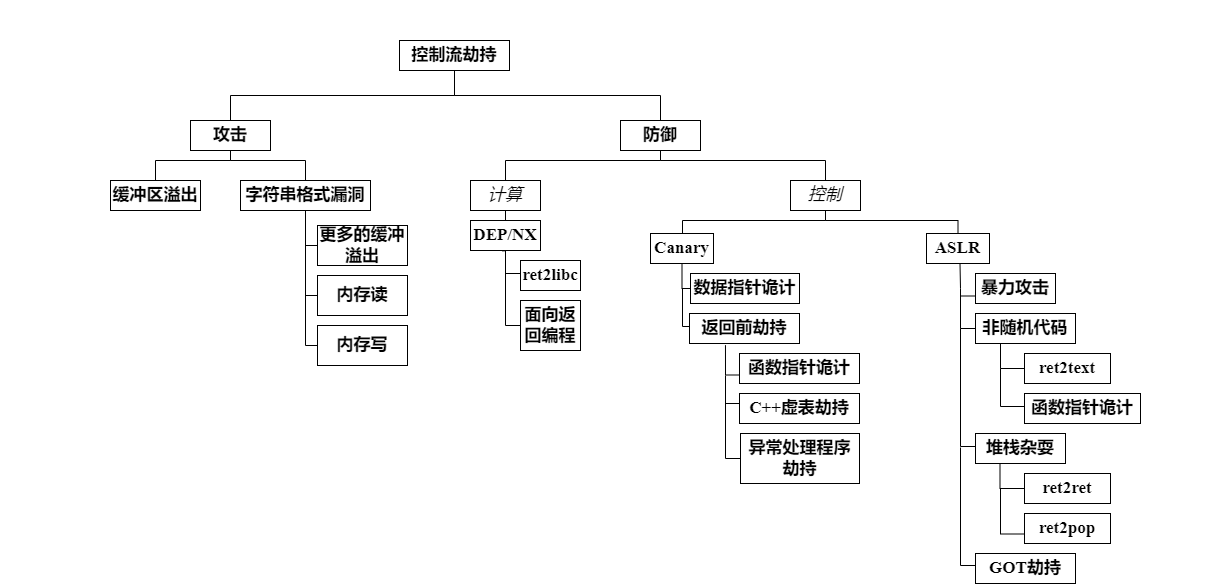 控制流劫持
攻击
防御
缓冲区溢出
字符串格式漏洞
计算
控制
更多的缓冲
溢出
内存读
内存写
DEP/NX
ret2libc
面向返
回编程
Canary
ASLR
数据指针诡计
返回前劫持
函数指针诡计
C++虚表劫持
异常处理程序
劫持
暴力攻击
非随机代码
ret2text
函数指针诡计
堆栈杂耍
ret2ret
ret2pop
GOT劫持